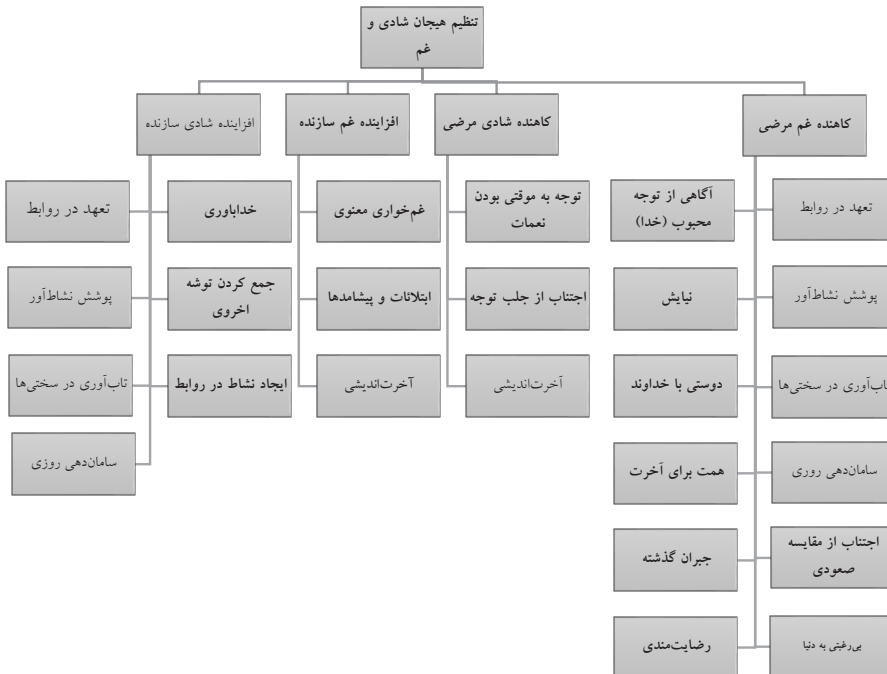 تنظیم هیجان شادی و
غم
کاهنده غم مرضی
کاهنده شادی مرضی
افزاینده غم سازنده
افزاینده شادی سازنده
تعهد در روابط
آگاهی از توجه
محبوب (خدا)
توجه به موقتی بودن
نعمات
غم‌خواری معنوی
خداباوری
تعهد در روابط
پوشش نشاط‌آور
نیایش
اجتناب از جلب توجه
ابتلائات و پیشامدها
جمع کردن توشه
اخروی
پوشش نشاط‌آور
تاب‌آوری در سختی‌ها
دوستی با خداوند
آخرت‌اندیشی
آخرت‌اندیشی
ایجاد نشاط در روابط
تاب‌آوری در سختی‌ها
سامان‌دهی روری
همت برای آخرت
سامان‌دهی روزی
اجتناب از مقایسه
صعودی
جبران گذشته
بی‌رغبتی به دنیا
رضایت‌مندی